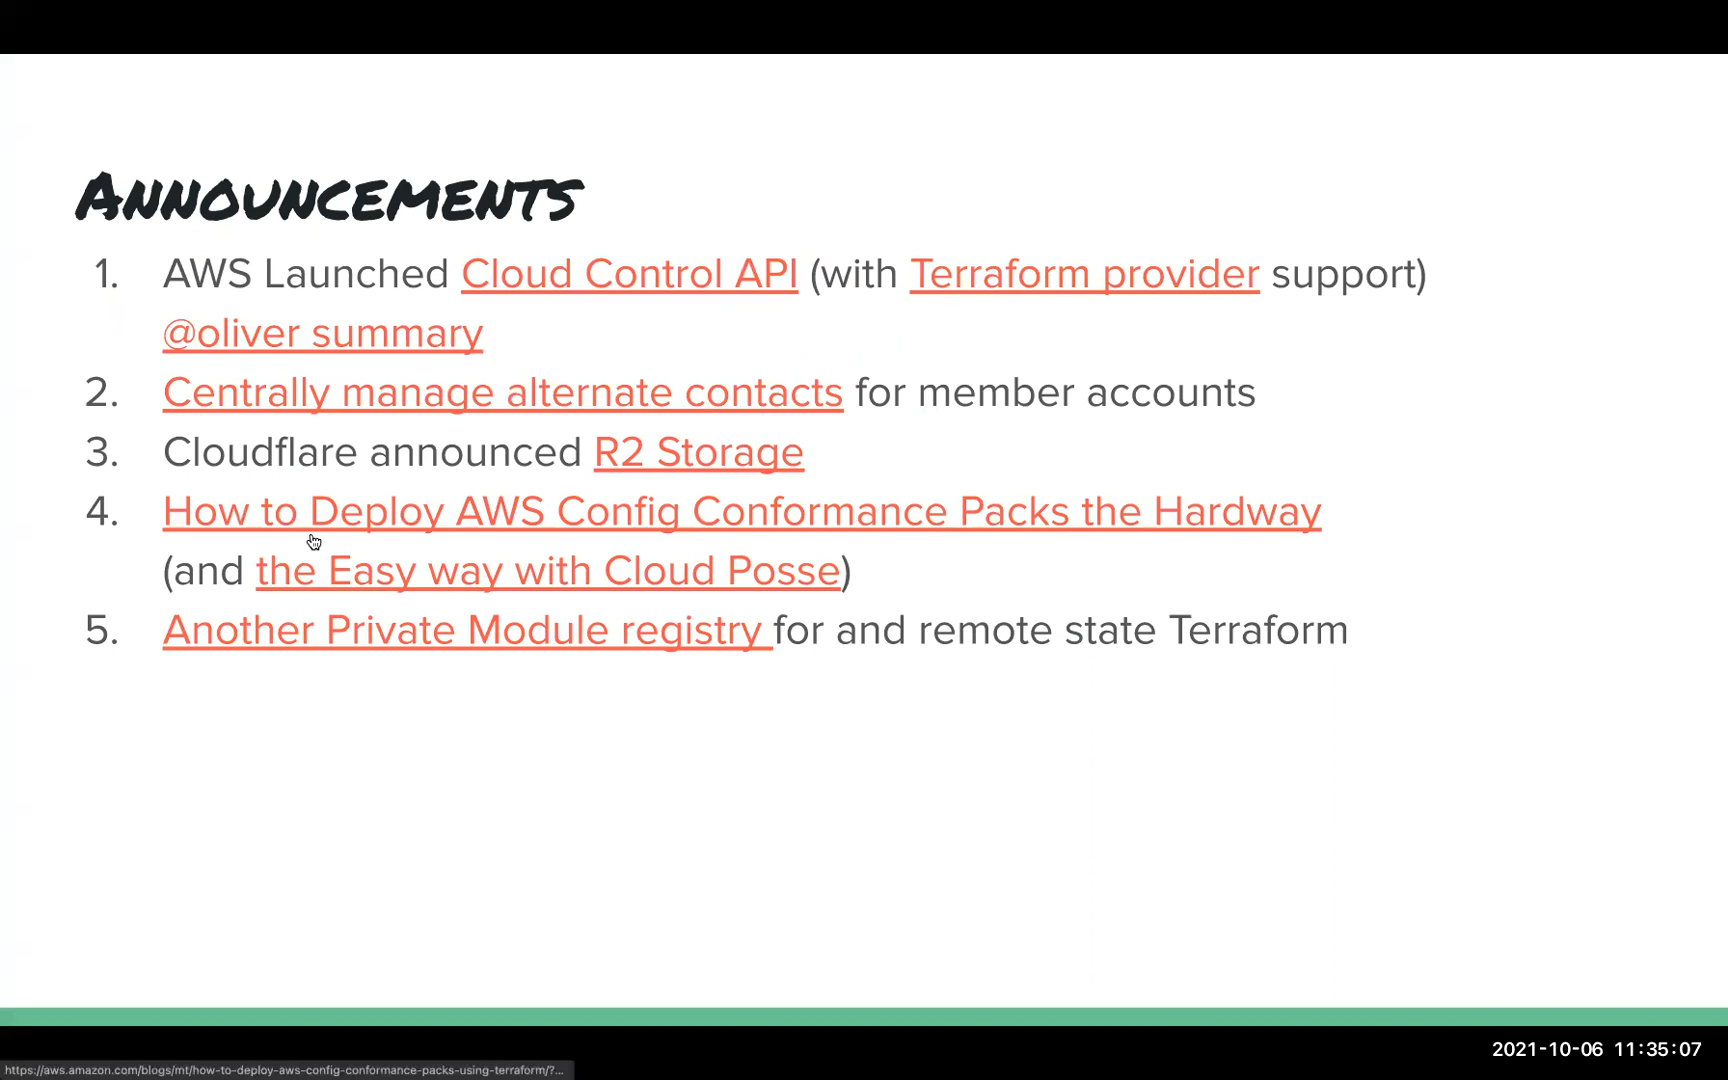 ANNOUNCEMENTS
1. AWS Launched Cloud Control API (with Terraform provider support)
@oliver summary
2. Centrally manage alternate contacts for member accounts
3. Cloudflare announced R2 Storage
4. How to Deploy AWS Config Conformance Packs the Hardway
(and the Easy way with Cloud Posse)
5. Another Private Module registry for and remote state Terraform
2021-10-06 11:35:07
https://aws.amazon.com/blogs/mt/how-to-deploy-aws-config-conformance-packs-using-terraform/?...